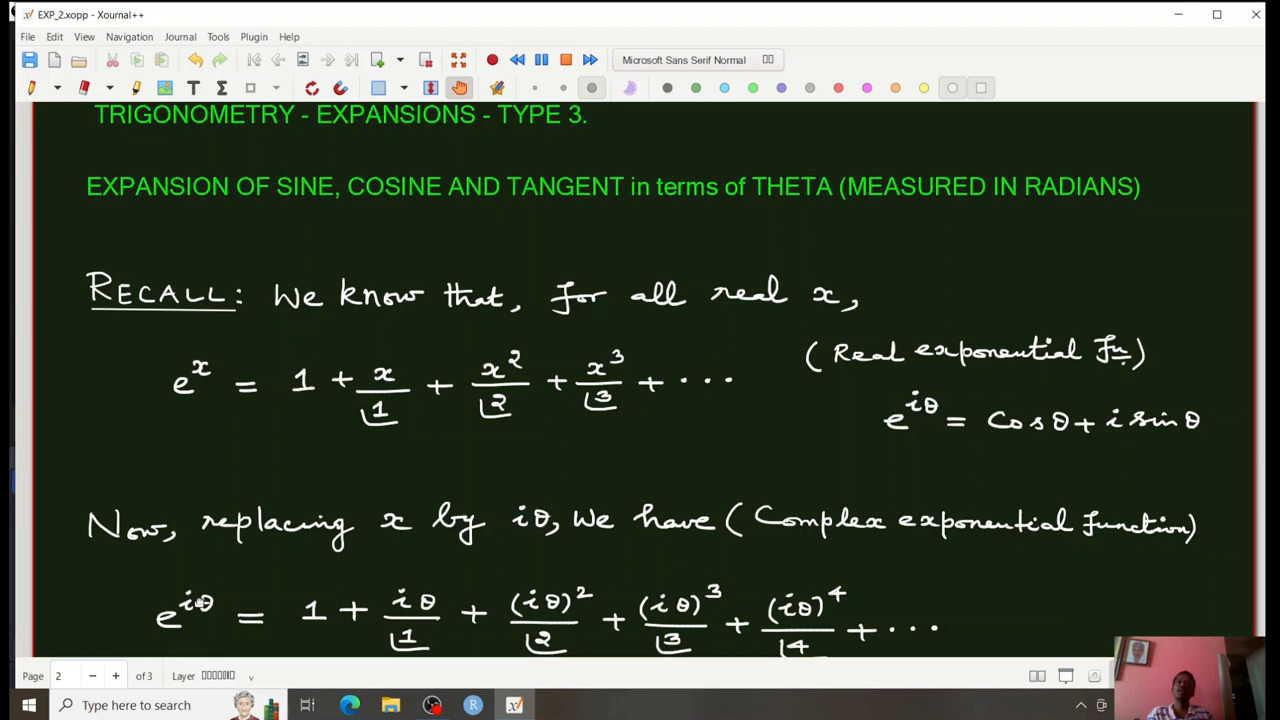 EXP_2.xopp - Xournal++
File Edit View Navigation Journal Tools Plugin Help
Microsoft Sans Serif Normal
TRIGONOMETRY - EXPANSIONS - TYPE 3.
EXPANSION OF SINE, COSINE AND TANGENT in terms of THETA (MEASURED IN RADIANS)
RECALL: We know that, for all real x,
(Real exponential fn.)
e^x = 1 + x/⌊1 + x^2/⌊2 + x^3/⌊3 + ...
e^iθ = Cosθ + i sinθ
Now, replacing x by iθ, We have (Complex exponential function)
e^iθ = 1 + iθ/⌊1 + (iθ)^2/⌊2 + (iθ)^3/⌊3 + (iθ)^4/⌊4 + ...
Page 2 of 3 Layer
Type here to search
R